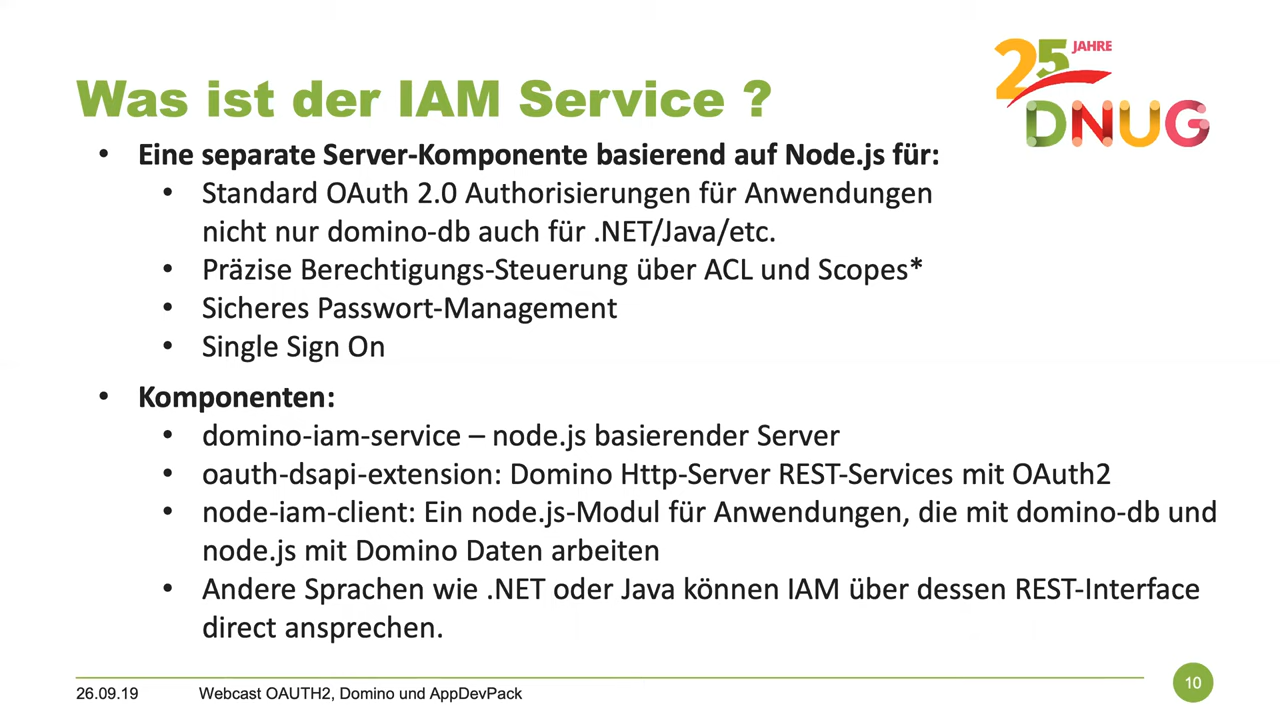 25 JAHRE
DNUG
Was ist der IAM Service ?
• Eine separate Server-Komponente basierend auf Node.js für:
• Standard OAuth 2.0 Authorisierungen für Anwendungen
nicht nur domino-db auch für .NET/Java/etc.
• Präzise Berechtigungs-Steuerung über ACL und Scopes*
• Sicheres Passwort-Management
• Single Sign On
• Komponenten:
• domino-iam-service – node.js basierender Server
• oauth-dsapi-extension: Domino Http-Server REST-Services mit OAuth2
• node-iam-client: Ein node.js-Modul für Anwendungen, die mit domino-db und
node.js mit Domino Daten arbeiten
• Andere Sprachen wie .NET oder Java können IAM über dessen REST-Interface
direct ansprechen.
26.09.19 Webcast OAUTH2, Domino und AppDevPack 10